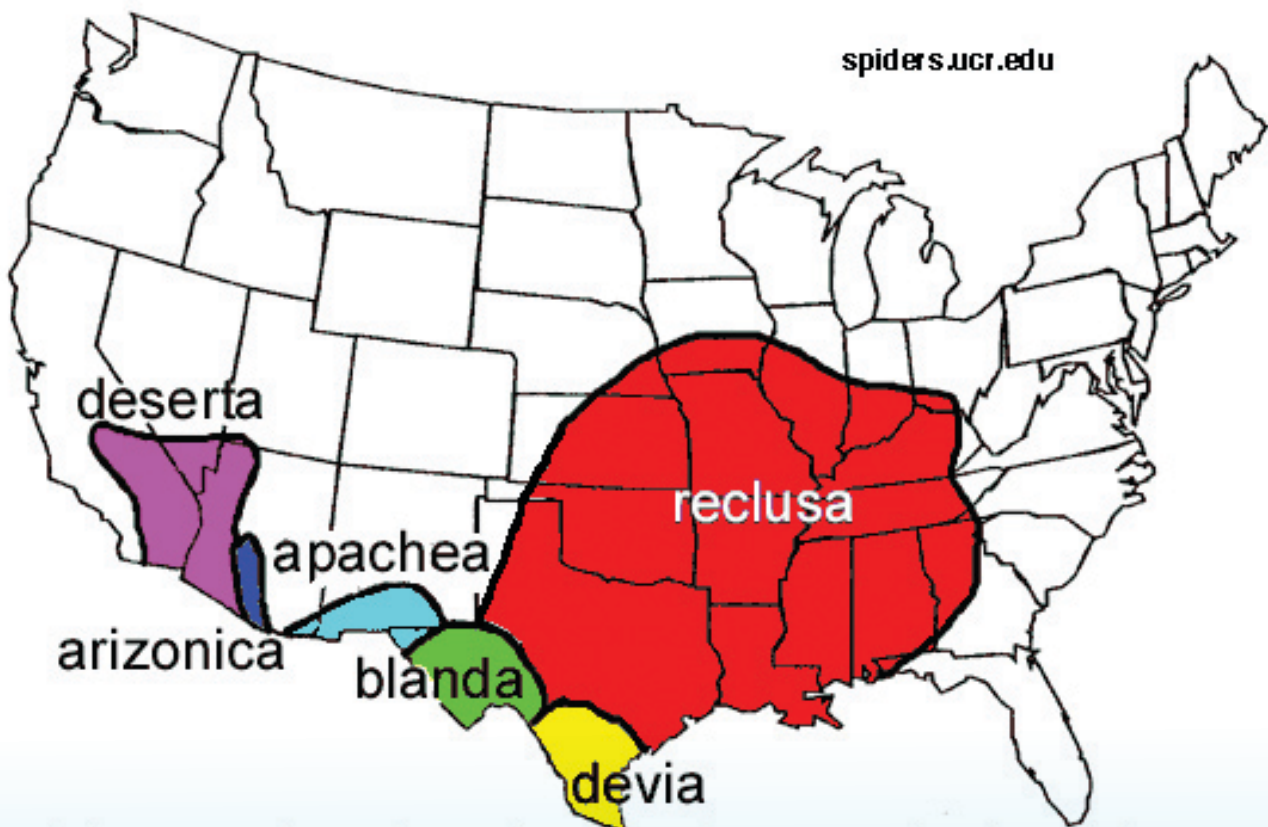 spiders.ucr.edu
deserta
reclusa
apachea
arizonica
blanda
devia